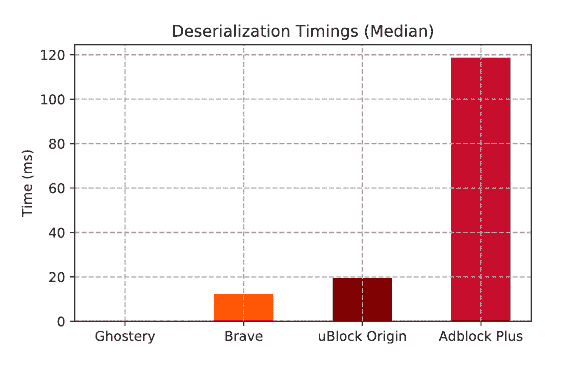 Deserialization Timings (Median)
120
100
80
60
40
20
0
Time (ms)
Ghostery
Brave
uBlock Origin
Adblock Plus